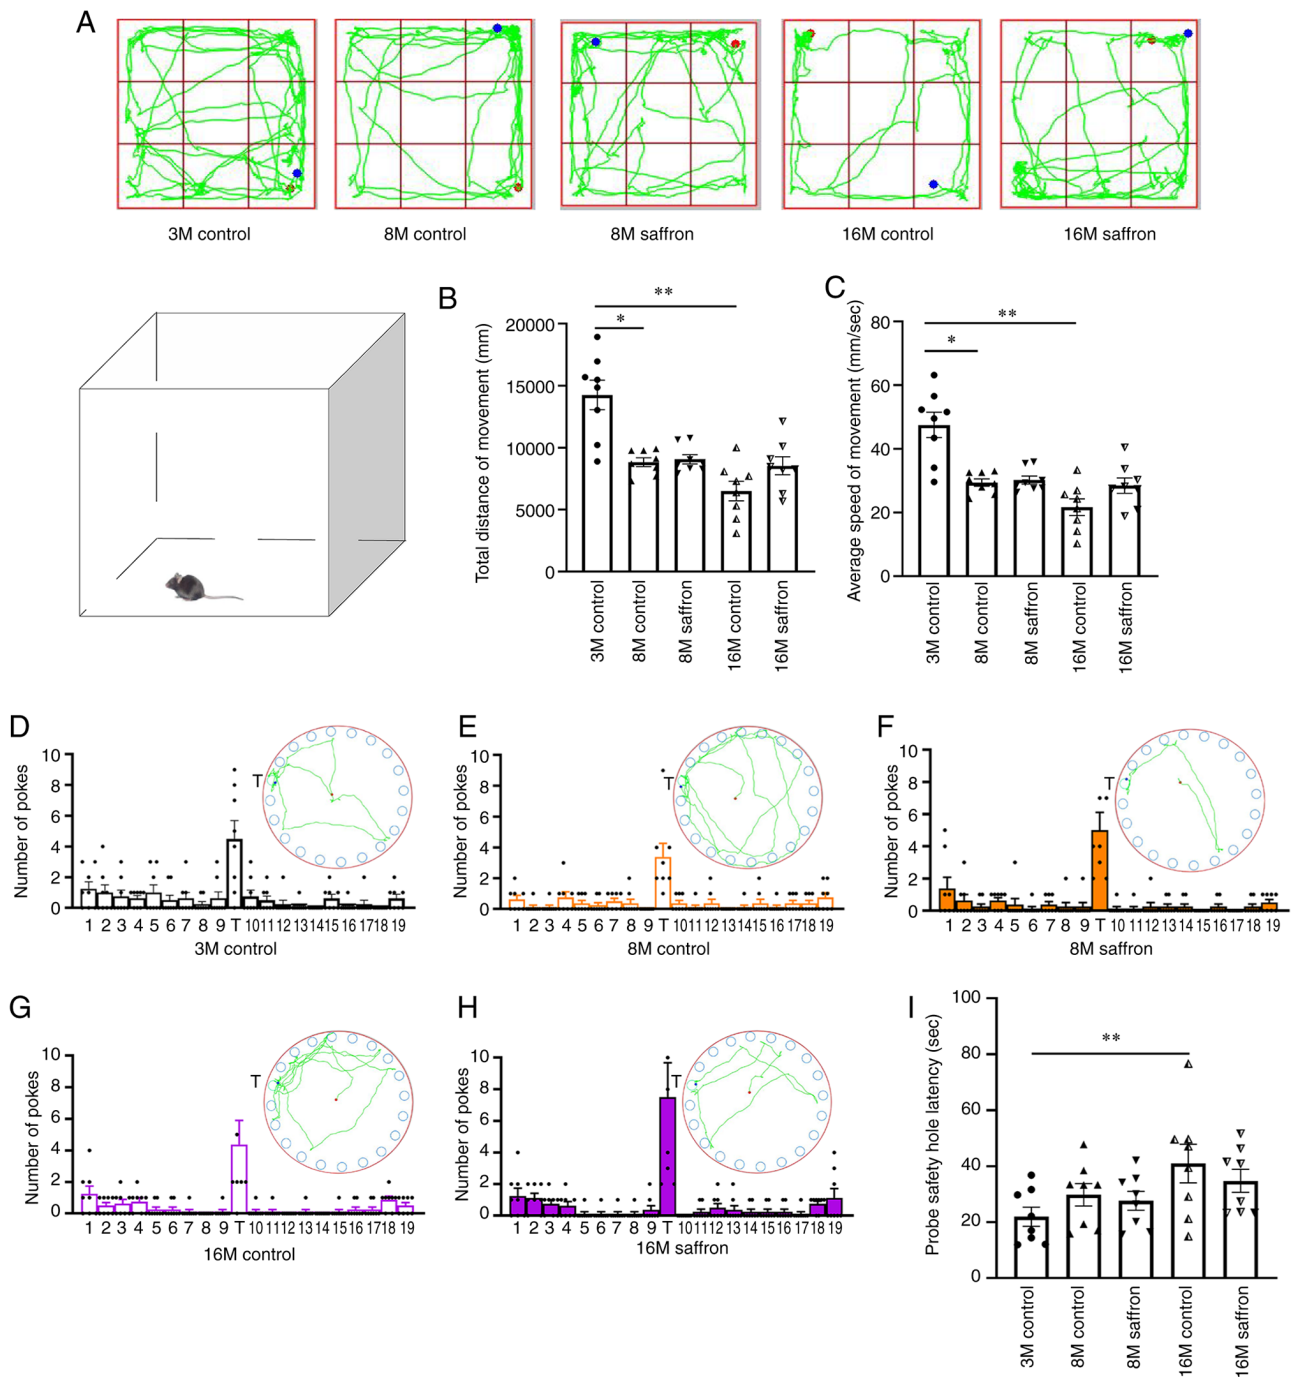 A
3M control
8M control
8M saffron
16M control
16M saffron
B
Total distance of movement (mm)
20000
15000
10000
5000
0
*
**
3M control
8M control
8M saffron
16M control
16M saffron
C
Average speed of movement (mm/sec)
80
60
40
20
0
*
**
3M control
8M control
8M saffron
16M control
16M saffron
D
Number of pokes
10
8
6
4
2
0
T
1 2 3 4 5 6 7 8 9 T 10 11 12 13 14 15 16 17 18 19
3M control
E
Number of pokes
10
8
6
4
2
0
T
1 2 3 4 5 6 7 8 9 T 10 11 12 13 14 15 16 17 18 19
8M control
F
Number of pokes
10
8
6
4
2
0
T
1 2 3 4 5 6 7 8 9 T 10 11 12 13 14 15 16 17 18 19
8M saffron
G
Number of pokes
10
8
6
4
2
0
T
1 2 3 4 5 6 7 8 9 T 10 11 12 13 14 15 16 17 18 19
16M control
H
Number of pokes
10
8
6
4
2
0
T
1 2 3 4 5 6 7 8 9 T 10 11 12 13 14 15 16 17 18 19
16M saffron
I
Probe safety hole latency (sec)
100
80
60
40
20
0
**
3M control
8M control
8M saffron
16M control
16M saffron